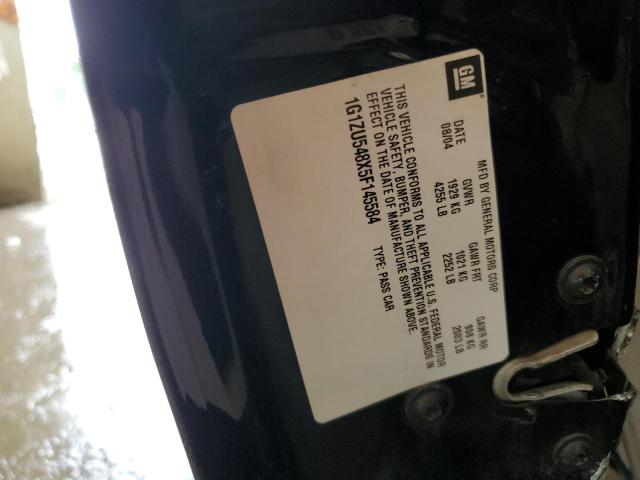 GM
MFD BY GENERAL MOTORS CORP
DATE GVWR GAWR FRT GAWR RR
08/04 1929 KG 1021 KG 908 KG
4255 LB 2252 LB 2003 LB
THIS VEHICLE CONFORMS TO ALL APPLICABLE U.S. FEDERAL MOTOR
VEHICLE SAFETY, BUMPER, AND THEFT PREVENTION STANDARDS IN
EFFECT ON THE DATE OF MANUFACTURE SHOWN ABOVE.
1G1ZU548X5F145584 TYPE: PASS CAR